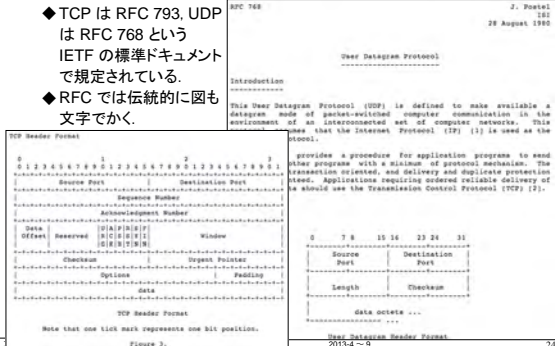 ◆TCP は RFC 793, UDP
は RFC 768 という
IETF の標準ドキュメント
で規定されている.
◆RFC では伝統的に図も
文字でかく.
RFC 768 J. Postel
ISI
28 August 1980
User Datagram Protocol
Introduction
This User Datagram Protocol (UDP) is defined to make available a
datagram mode of packet-switched computer communication in the
environment of an interconnected set of computer networks. This
assumes that the Internet Protocol (IP) [1] is used as the
provides a procedure for application programs to send
other programs with a minimum of protocol mechanism. The
transaction oriented, and delivery and duplicate protection
Applications requiring ordered reliable delivery of
should use the Transmission Control Protocol (TCP) [2].
0 7 8 15 16 23 24 31
Source Destination
Port Port
Length Checksum
data octets ...
User Datagram Header Format
TCP Header Format
0 1 2 3
0 1 2 3 4 5 6 7 8 9 0 1 2 3 4 5 6 7 8 9 0 1 2 3 4 5 6 7 8 9 0 1
Source Port Destination Port
Sequence Number
Acknowledgment Number
Data |U|A|P|R|S|F|
Offset| Reserved |R|C|S|S|Y|I| Window
|G|K|H|T|N|N|
Checksum Urgent Pointer
Options Padding
data
TCP Header Format
Note that one tick mark represents one bit position.
Figure 3.
2013-4～9
24